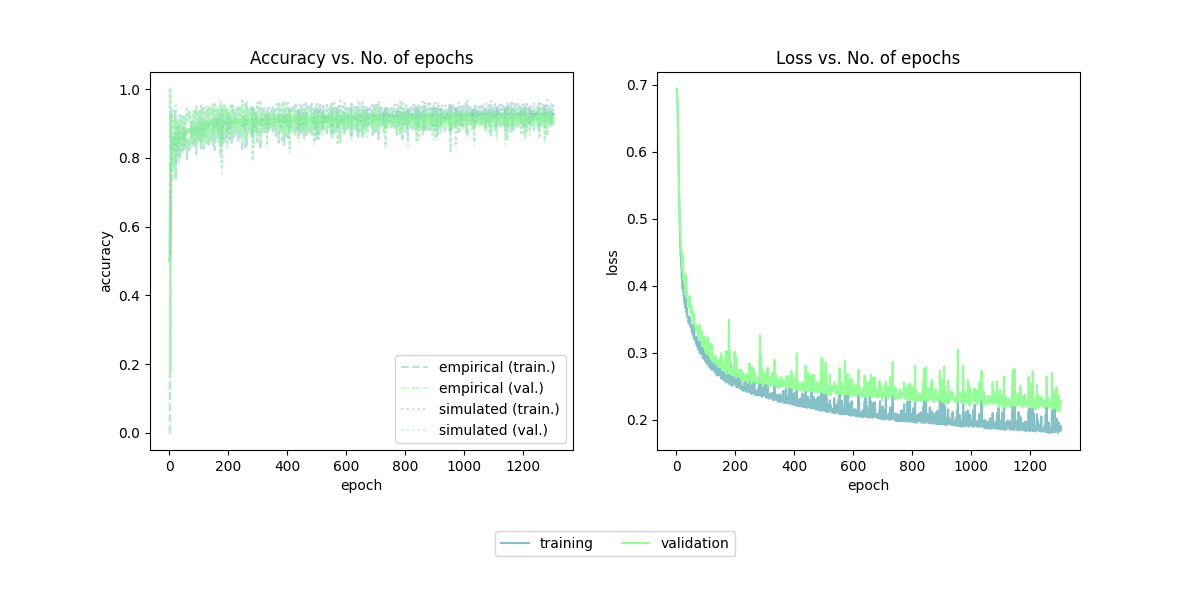 Accuracy vs. No. of epochs
1.0
0.8
0.6
0.4
0.2
0.0
accuracy
0 200 400 600 800 1000 1200
epoch
empirical (train.)
empirical (val.)
simulated (train.)
simulated (val.)
Loss vs. No. of epochs
0.7
0.6
0.5
0.4
0.3
0.2
loss
0 200 400 600 800 1000 1200
epoch
training validation